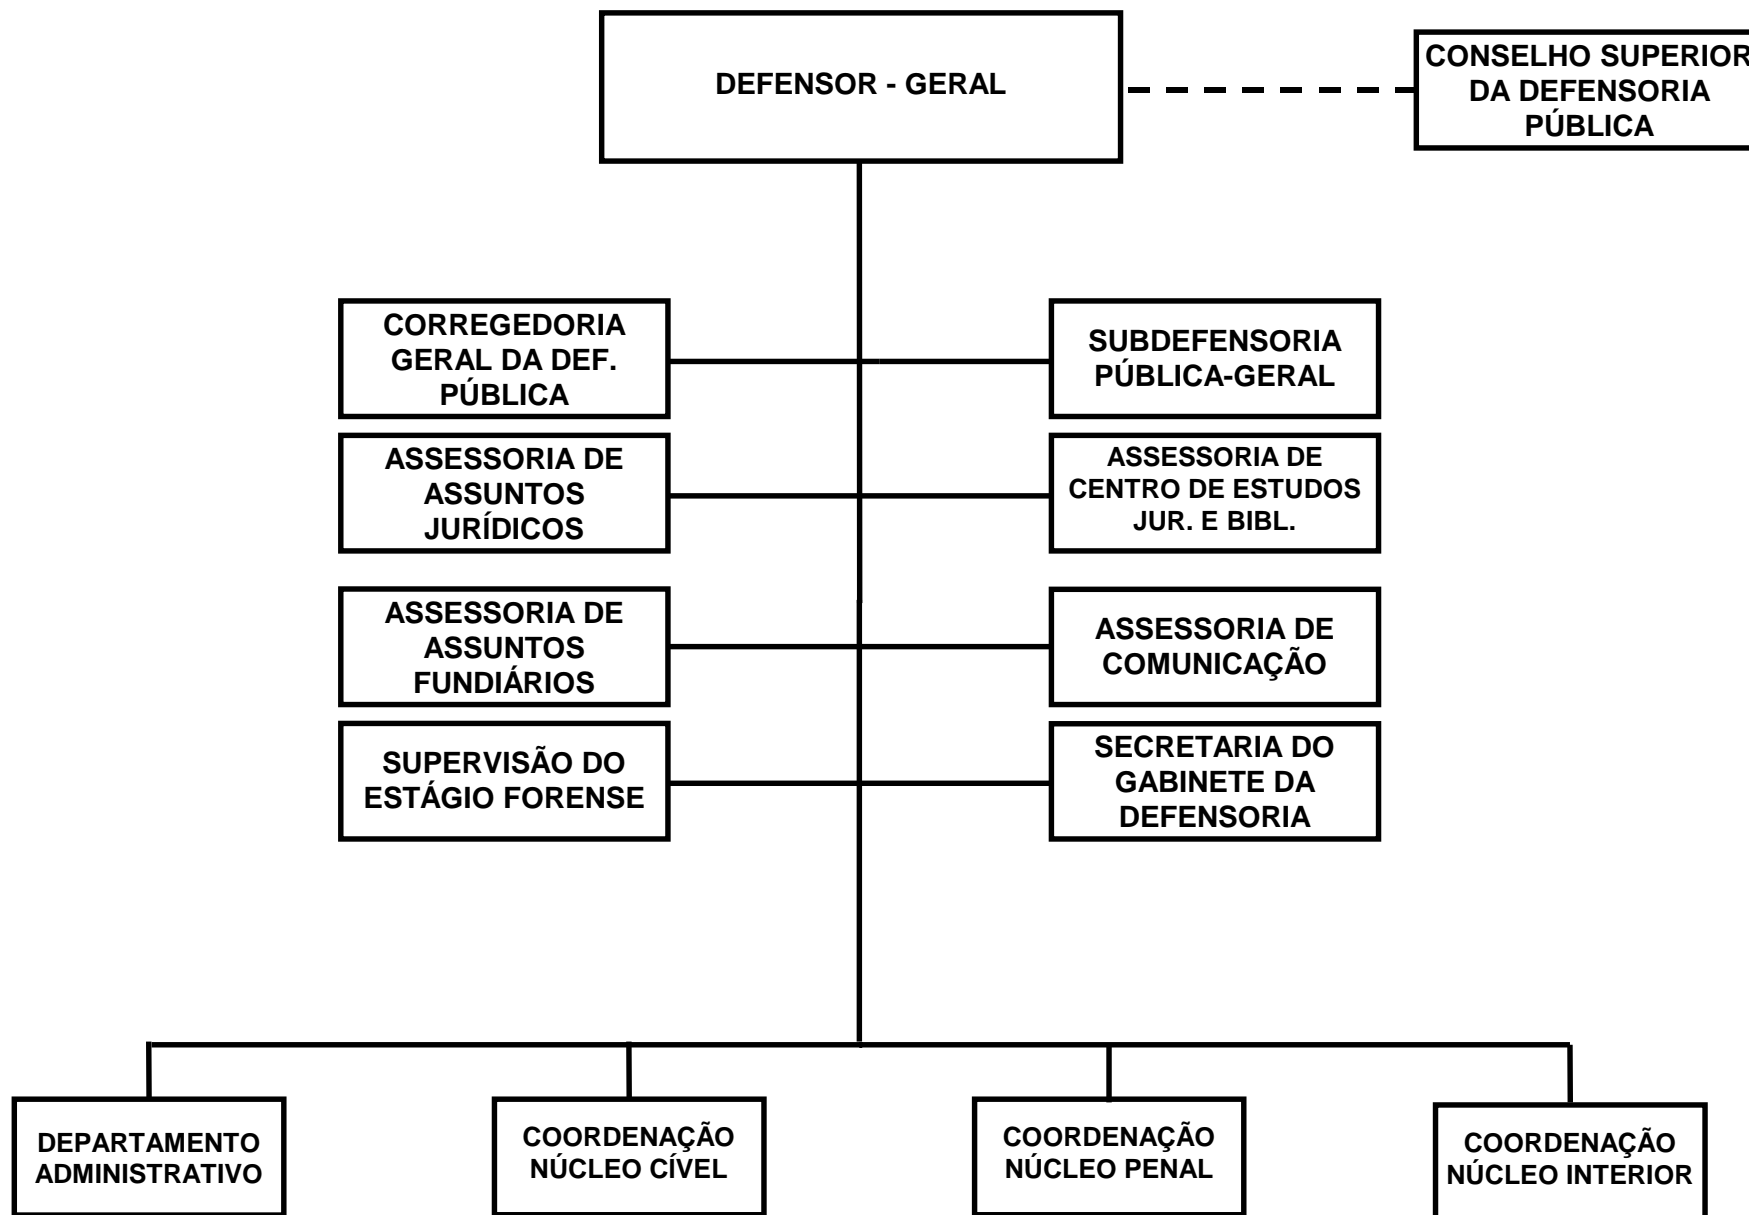 DEFENSOR - GERAL
CONSELHO SUPERIOR
DA DEFENSORIA
PÚBLICA
CORREGEDORIA
GERAL DA DEF.
PÚBLICA
SUBDEFENSORIA
PÚBLICA-GERAL
ASSESSORIA DE
ASSUNTOS
JURÍDICOS
ASSESSORIA DE
CENTRO DE ESTUDOS
JUR. E BIBL.
ASSESSORIA DE
ASSUNTOS
FUNDIÁRIOS
ASSESSORIA DE
COMUNICAÇÃO
SUPERVISÃO DO
ESTÁGIO FORENSE
SECRETARIA DO
GABINETE DA
DEFENSORIA
DEPARTAMENTO
ADMINISTRATIVO
COORDENAÇÃO
NÚCLEO CÍVEL
COORDENAÇÃO
NÚCLEO PENAL
COORDENAÇÃO
NÚCLEO INTERIOR